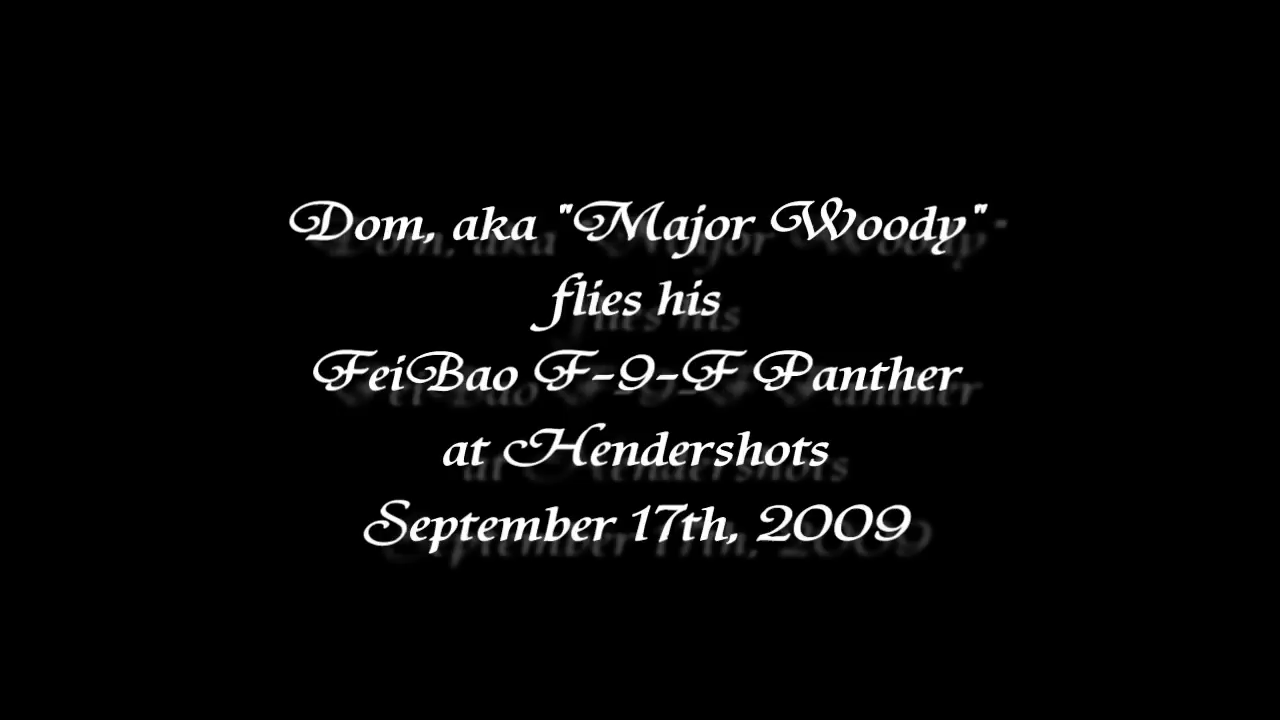 Dom, aka "Major Woody"
flies his
FeiBao F-9-F Panther
at Hendershots
September 17th, 2009